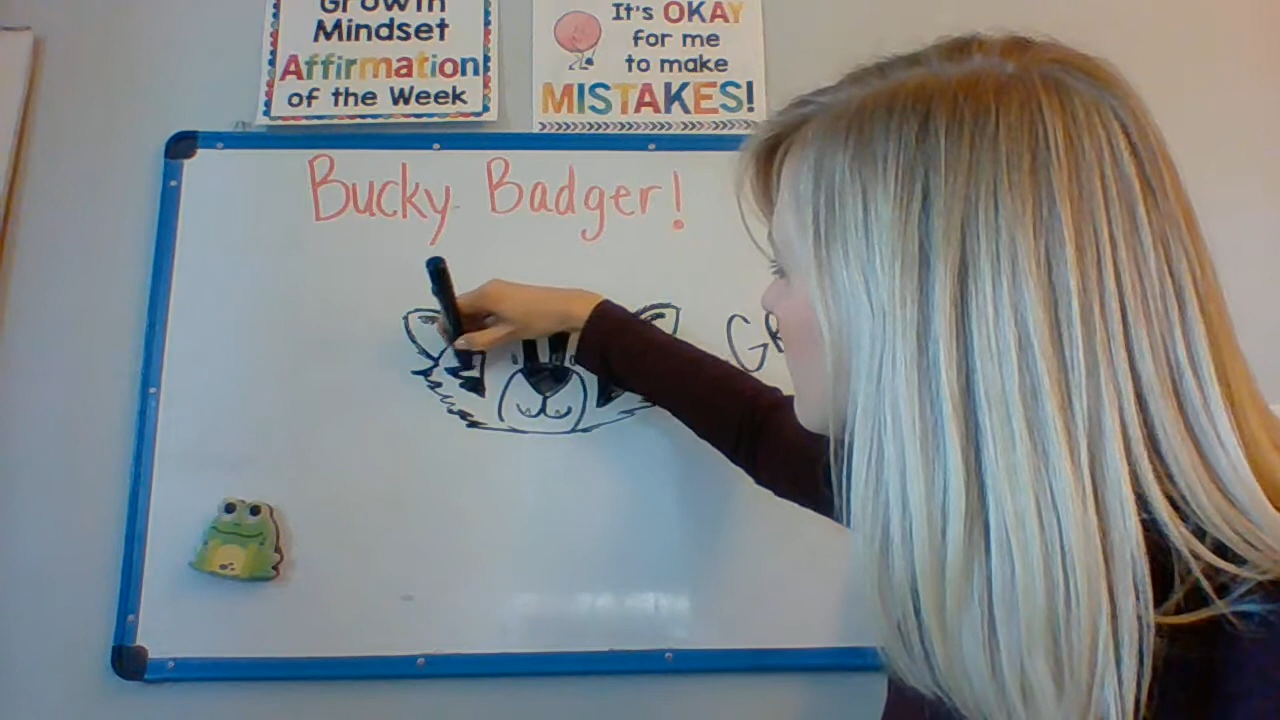 Growth
Mindset
Affirmation
of the Week
It's OKAY
for me
to make
MISTAKES!
Bucky Badger!